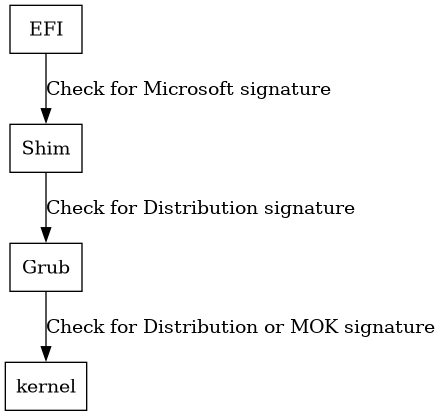 EFI
Check for Microsoft signature
Shim
Check for Distribution signature
Grub
Check for Distribution or MOK signature
kernel